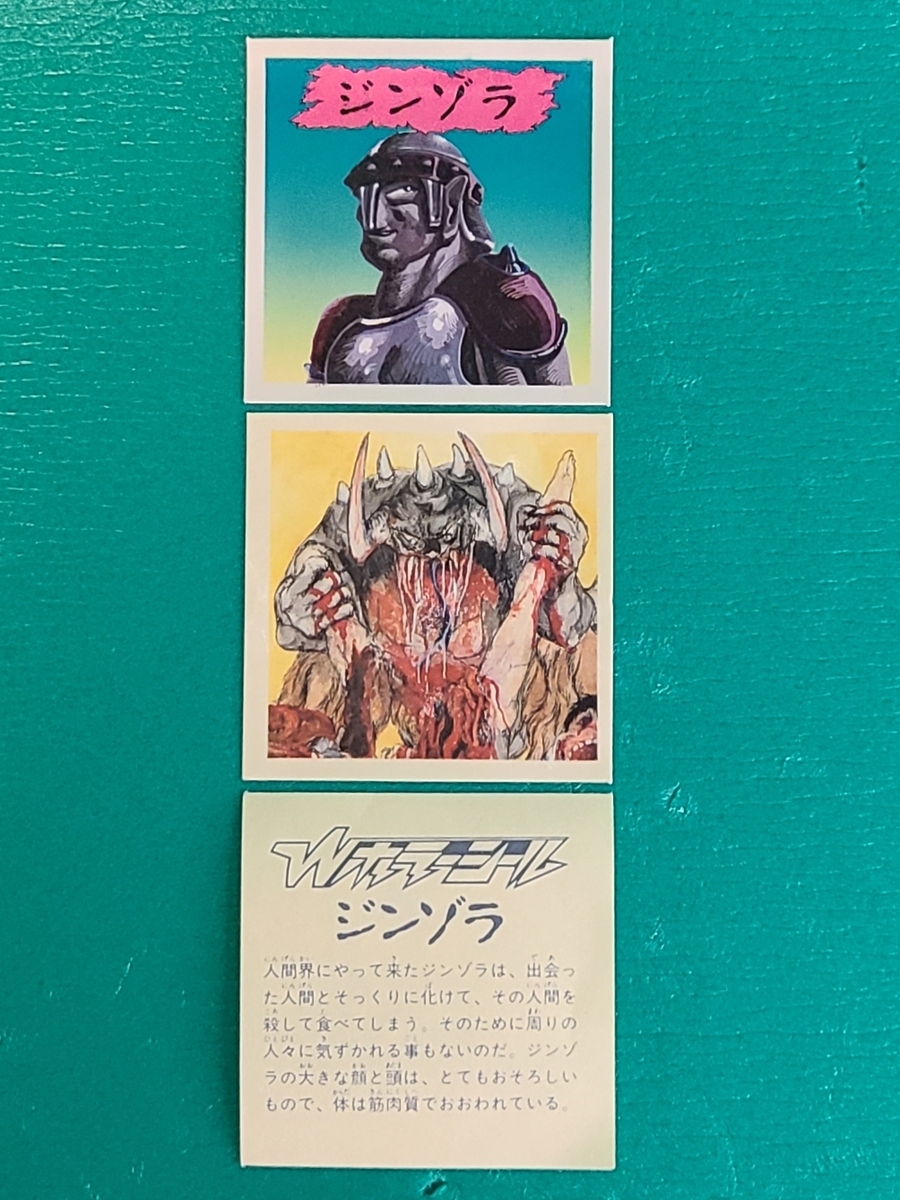 ジンゾラ
Wホラーシール
ジンゾラ
人間界にやって来たジンゾラは、出会っ
た人間とそっくりに化けて、その人間を
殺して食べてしまう。そのために周りの
人々に気ずかれる事もないのだ。ジンゾ
ラの大きな顔と頭は、とてもおそろしい
もので、体は筋肉質でおおわれている。